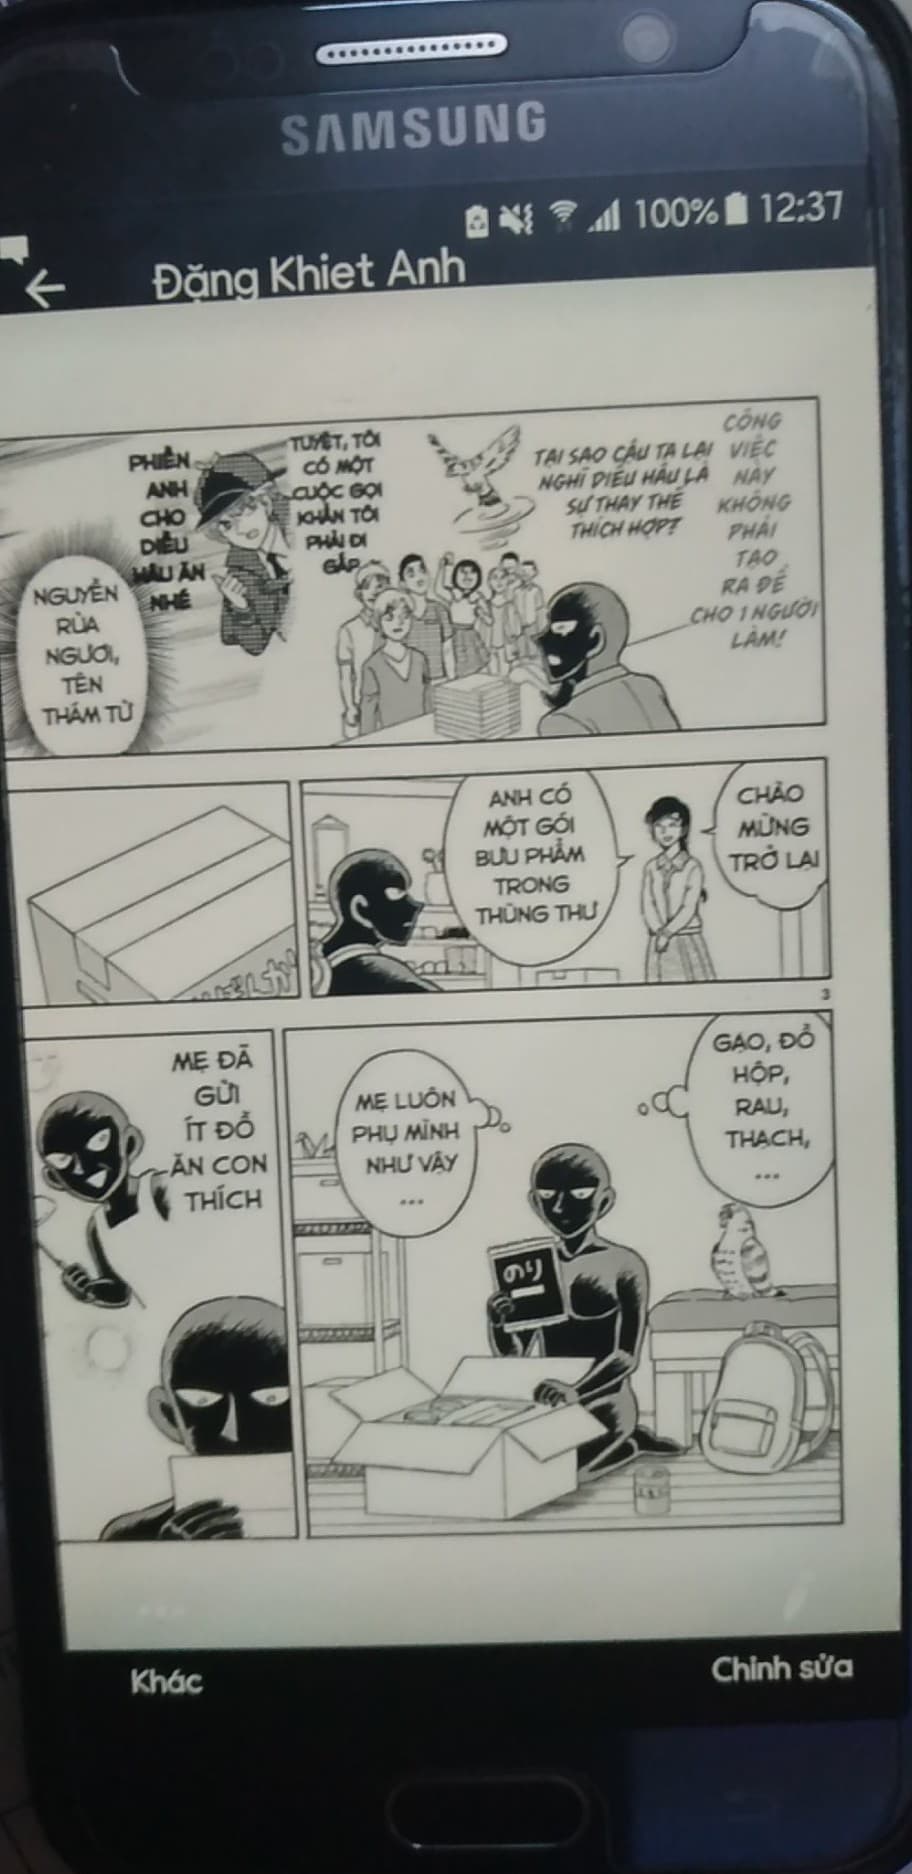 SAMSUNG
100% 12:37
Đặng Khiet Anh
CÔNG
VIỆC
NÀY
KHÔNG
PHẢI
TẠO
RA ĐỂ
CHO 1 NGƯỜI
LÀM!
TẠI SAO CẬU TA LẠI
NGHĨ DIỀU HÂU LÀ
SỰ THAY THẾ
THÍCH HỢP?
TUYỆT, TÔI
CÓ MỘT
CUỘC GỌI
KHẨN TÔI
PHẢI ĐI
GẤP
PHIỀN
ANH
CHO
DIỀU
HÂU ĂN
NHÉ
NGUYỀN
RỦA
NGƯƠI,
TÊN
THÁM TỬ
CHÀO
MỪNG
TRỞ LẠI
ANH CÓ
MỘT GÓI
BƯU PHẨM
TRONG
THÙNG THƯ
3
GẠO, ĐỒ
HỘP,
RAU,
THẠCH,
...
MẸ LUÔN
PHỤ MÌNH
NHƯ VẬY
...
のり
MẸ ĐÃ
GỬI
ÍT ĐỒ
ĂN CON
THÍCH
Khác
Chỉnh sửa